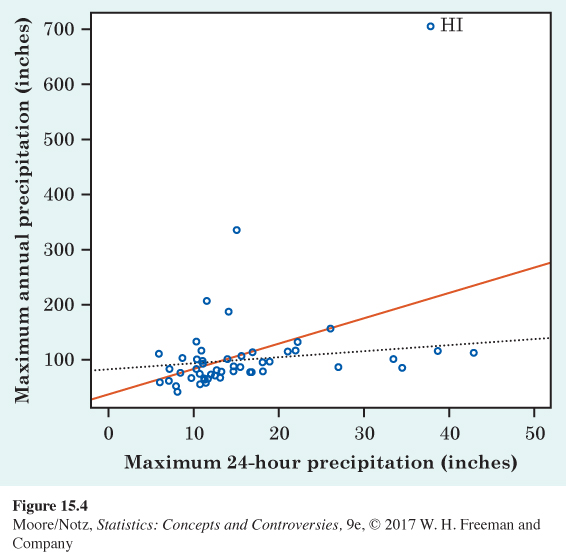 700
HI
600
500
400
300
200
100
Maximum annual precipitation (inches)
0
10
20
30
40
50
Maximum 24-hour precipitation (inches)
Figure 15.4
Moore/Notz, Statistics: Concepts and Controversies, 9e, © 2017 W. H. Freeman and
Company